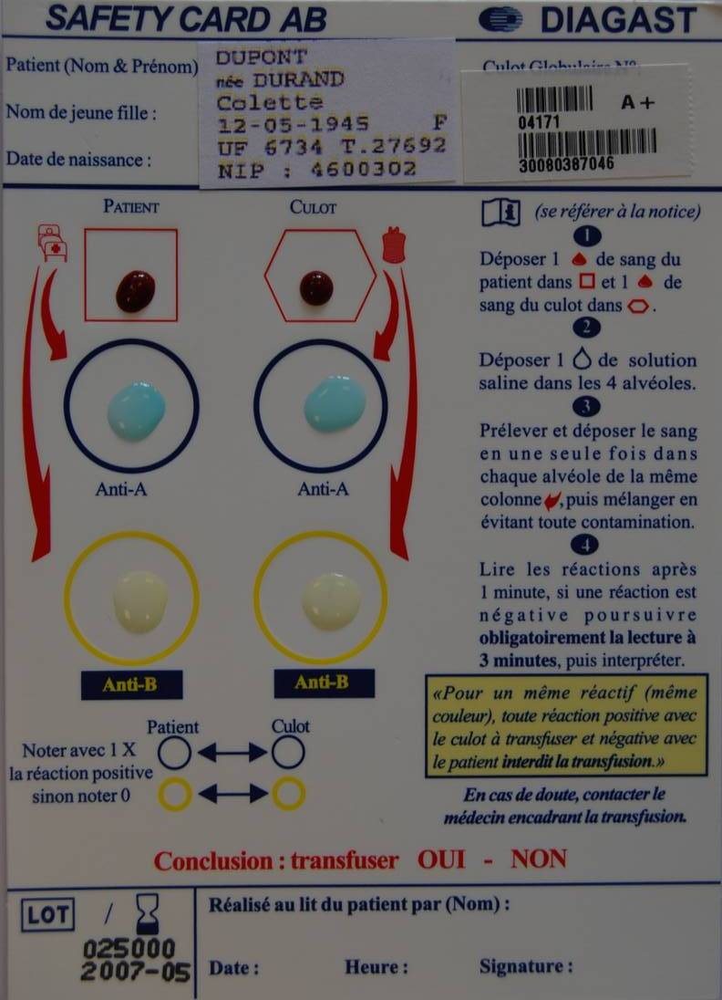 SAFETY CARD AB
DIAGAST
Patient (Nom & Prénom)
Nom de jeune fille :
Date de naissance :
DUPONT
née DURAND
Colette
12-05-1945 F
UF 6734 T.27692
NIP : 4600302
Culot Globulaire N°
A+
04171
30080387046
PATIENT
CULOT
Anti-A
Anti-A
Anti-B
Anti-B
(se référer à la notice)
1
Déposer 1 de sang du
patient dans et 1 de
sang du culot dans .
2
Déposer 1 de solution
saline dans les 4 alvéoles.
3
Prélever et déposer le sang
en une seule fois dans
chaque alvéole de la même
colonne , puis mélanger en
évitant toute contamination.
4
Lire les réactions après
1 minute, si une réaction est
négative poursuivre
obligatoirement la lecture à
3 minutes, puis interpréter.
«Pour un même réactif (même
couleur), toute réaction positive avec
le culot à transfuser et négative avec
le patient interdit la transfusion.»
En cas de doute, contacter le
médecin encadrant la transfusion.
Patient
Culot
Noter avec 1 X
la réaction positive
sinon noter 0
Conclusion : transfuser OUI - NON
LOT /
025000
2007-05
Réalisé au lit du patient par (Nom) :
Date :
Heure :
Signature :